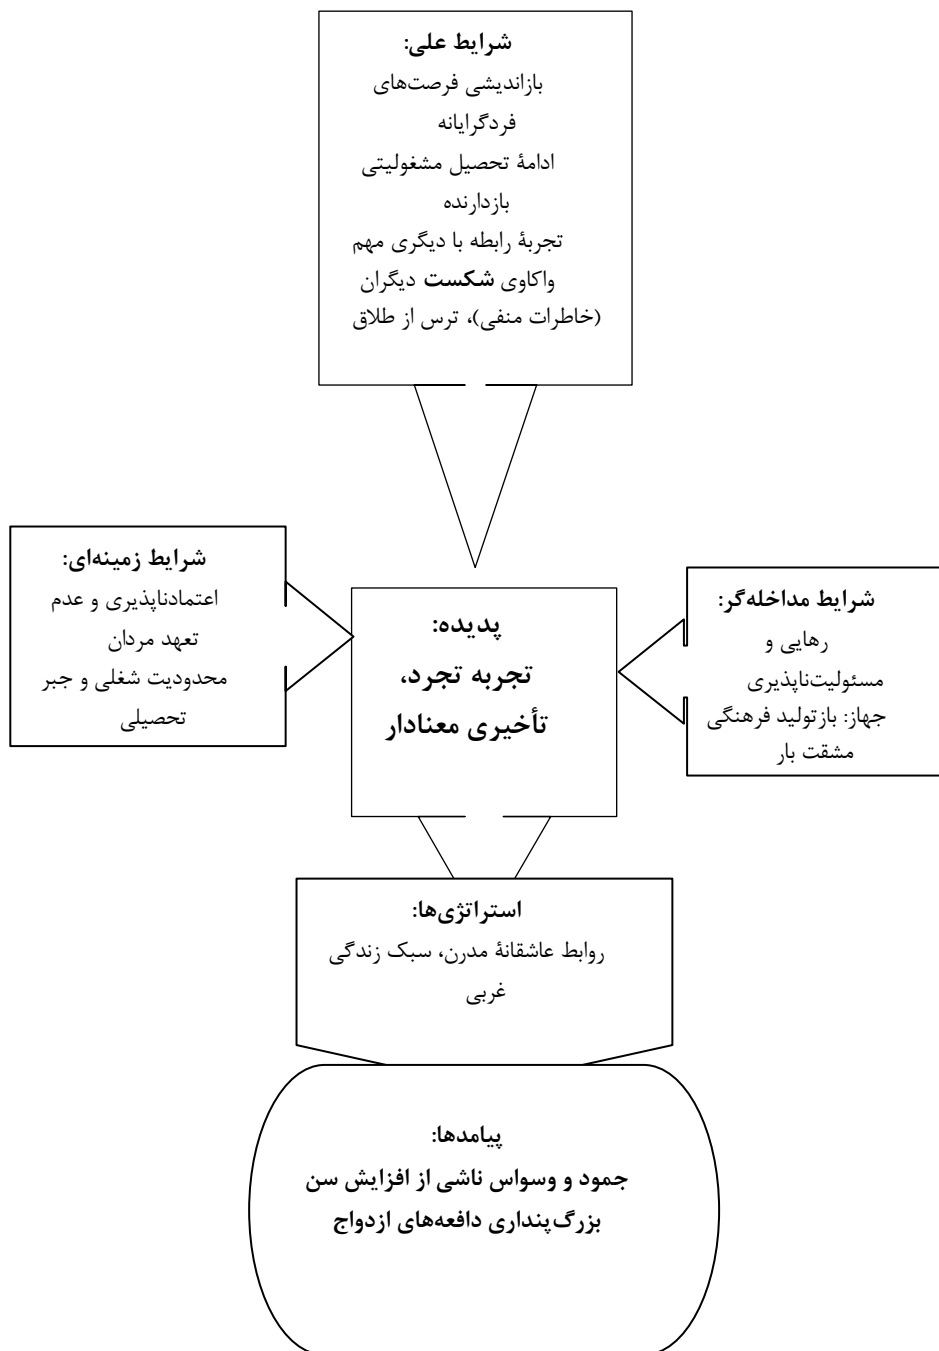 شرایط علی:
بازاندیشی فرصت‌های
فردگرایانه
ادامهٔ تحصیل مشغولیتی
بازدارنده
تجربهٔ رابطه با دیگری مهم
واکاوی شکست دیگران
(خاطرات منفی)، ترس از طلاق
شرایط مداخله‌گر:
رهایی و
مسئولیت‌ناپذیری
جهاز: بازتولید فرهنگی
مشقت بار
پدیده:
تجربه تجرد،
تأخیری معنادار
شرایط زمینه‌ای:
اعتمادناپذیری و عدم
تعهد مردان
محدودیت شغلی و جبر
تحصیلی
استراتژی‌ها:
روابط عاشقانهٔ مدرن، سبک زندگی
غربی
پیامدها:
جمود و وسواس ناشی از افزایش سن
بزرگ‌پنداری دافعه‌های ازدواج